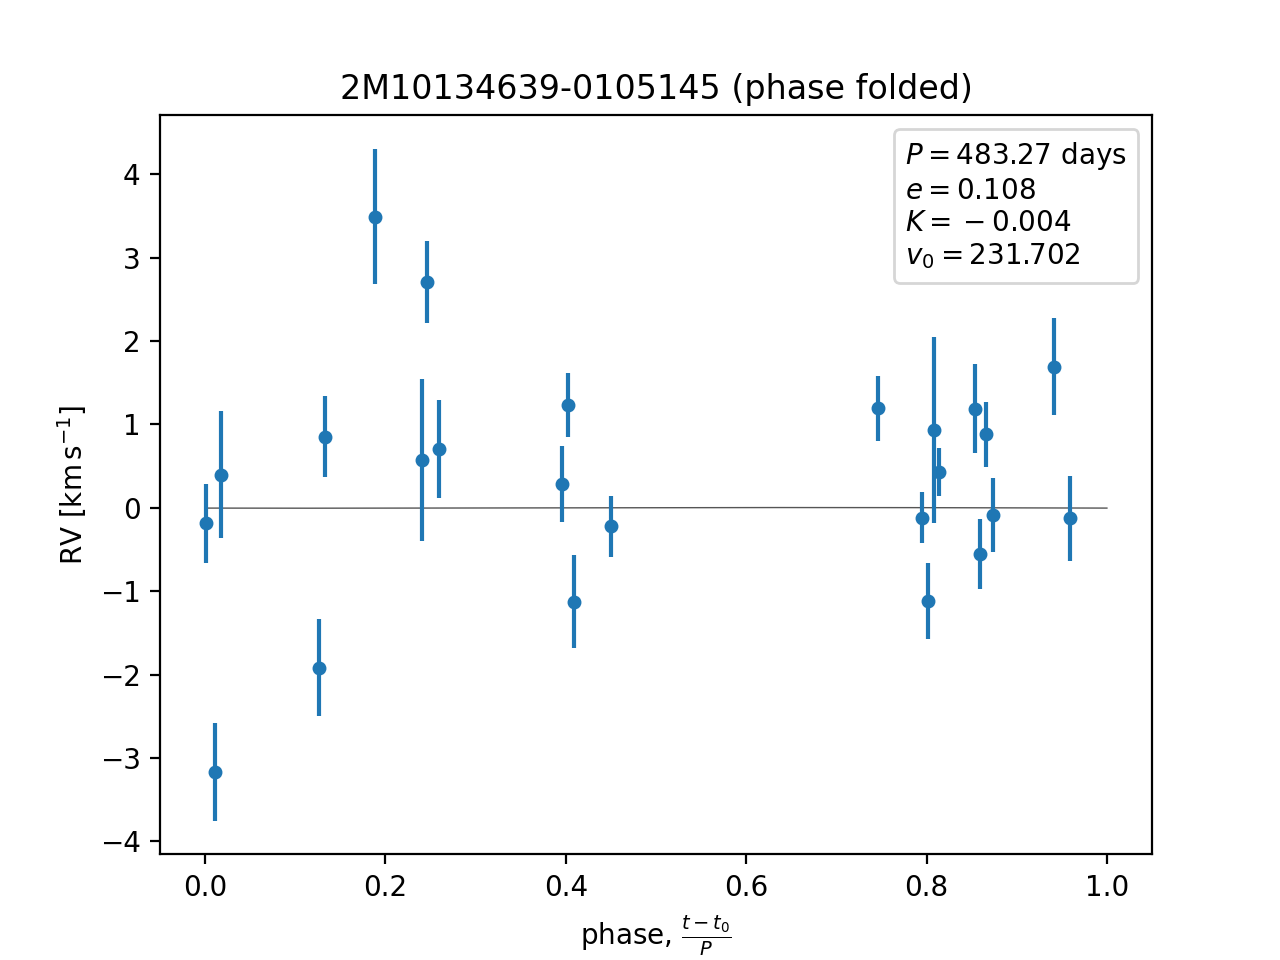 2M10134639-0105145 (phase folded)
P = 483.27 days
e = 0.108
K = −0.004
v₀ = 231.702
4
3
2
1
0
−1
−2
−3
−4
RV [km s⁻¹]
0.0 0.2 0.4 0.6 0.8 1.0
phase, (t − t₀)/P